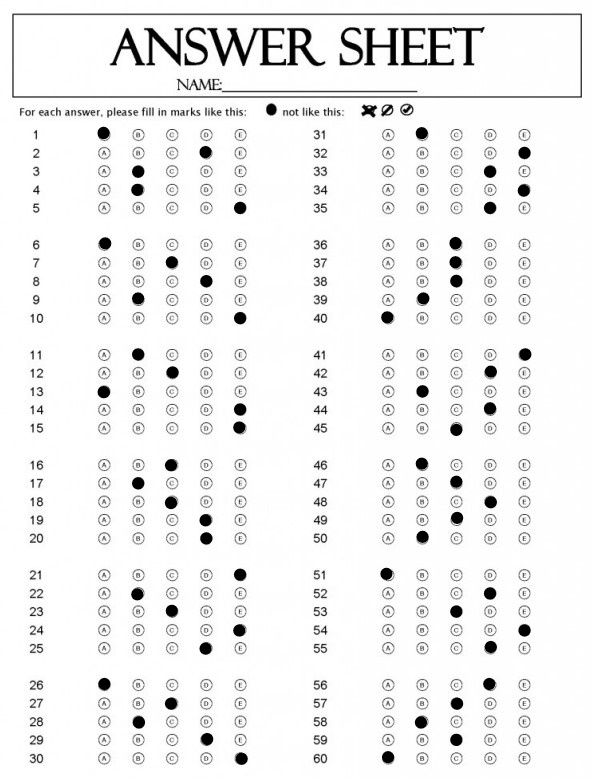 ANSWER SHEET
NAME:
For each answer, please fill in marks like this: not like this:
1 B C D E 31 A C D E
2 A B C E 32 A B C D
3 A C D E 33 A B C E
4 A C D E 34 A B C D
5 A B C D 35 A B C E
6 B C D E 36 A B D E
7 A B D E 37 A B D E
8 A B C E 38 A B D E
9 A C D E 39 A C D E
10 A B C D 40 B C D E
11 A C D E 41 A B C D
12 A B D E 42 A B C E
13 B C D E 43 A C D E
14 A B C D 44 A B C E
15 A B C D 45 A B D E
16 A B D E 46 A C D E
17 A C D E 47 A B D E
18 A B D E 48 A B C E
19 A B C E 49 A B D E
20 A B C E 50 A C D E
21 A B C D 51 B C D E
22 A C D E 52 A B C E
23 A B D E 53 A B D E
24 A B C D 54 A B C D
25 A B C E 55 A B C E
26 B C D E 56 A B C E
27 A B D E 57 A B D E
28 A C D E 58 A C D E
29 A B C E 59 A B D E
30 A B C D 60 B C D E